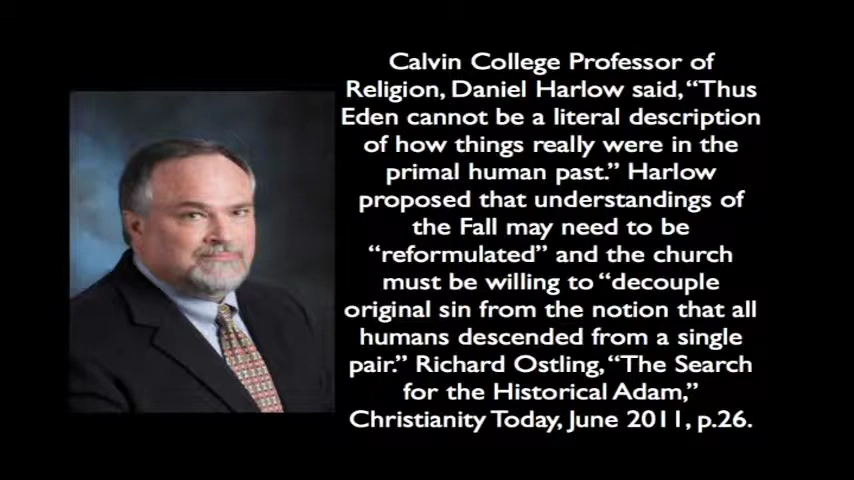 Calvin College Professor of
Religion, Daniel Harlow said, “Thus
Eden cannot be a literal description
of how things really were in the
primal human past.” Harlow
proposed that understandings of
the Fall may need to be
“reformulated” and the church
must be willing to “decouple
original sin from the notion that all
humans descended from a single
pair.” Richard Ostling, “The Search
for the Historical Adam,”
Christianity Today, June 2011, p.26.